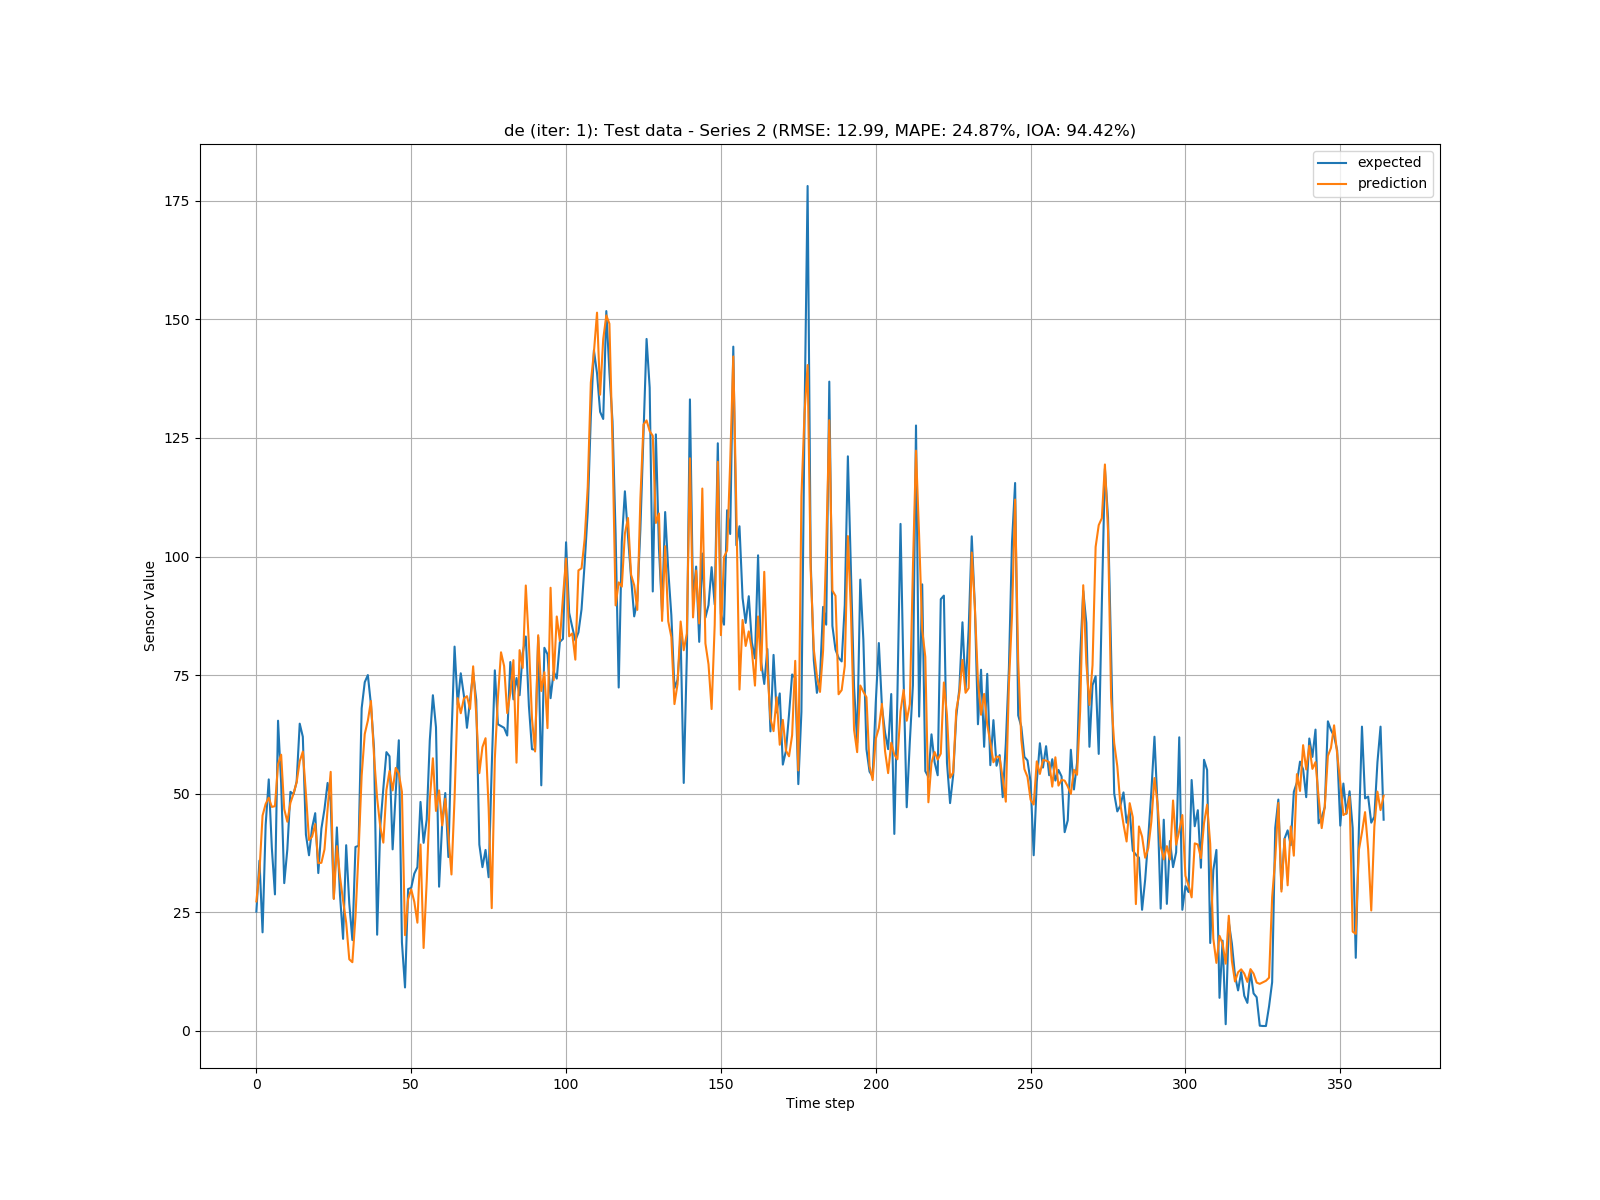 de (iter: 1): Test data - Series 2 (RMSE: 12.99, MAPE: 24.87%, IOA: 94.42%)
expected
prediction
175
150
125
100
75
50
25
0
Sensor Value
0 50 100 150 200 250 300 350
Time step